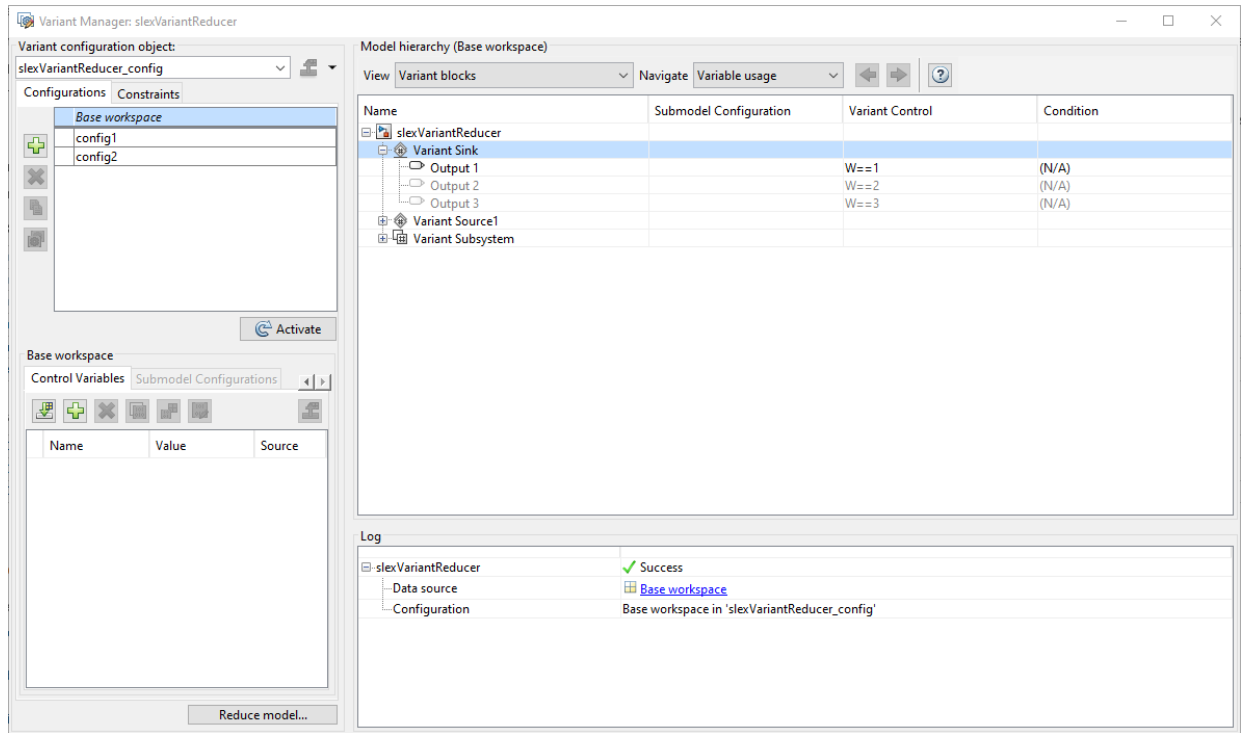 Variant Manager: slexVariantReducer
Variant configuration object:
slexVariantReducer_config
Configurations Constraints
Base workspace
config1
config2
Activate
Base workspace
Control Variables Submodel Configurations
Name Value Source
Reduce model...
Model hierarchy (Base workspace)
View Variant blocks Navigate Variable usage ?
Name Submodel Configuration Variant Control Condition
slexVariantReducer
Variant Sink
Output 1 W==1 (N/A)
Output 2 W==2 (N/A)
Output 3 W==3 (N/A)
Variant Source1
Variant Subsystem
Log
slexVariantReducer Success
Data source Base workspace
Configuration Base workspace in 'slexVariantReducer_config'